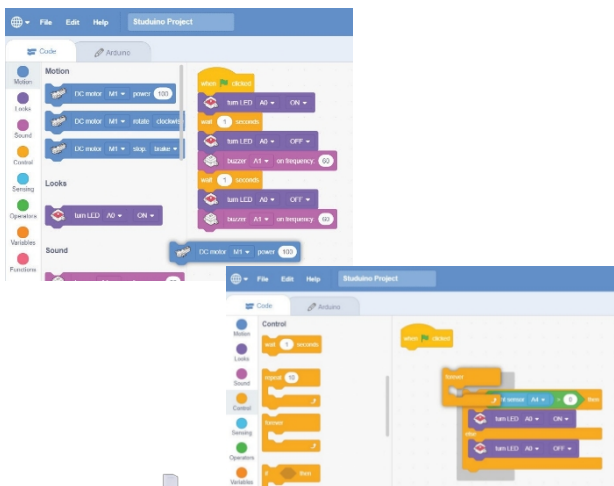 File Edit Help Studuino Project
Code Arduino
Motion
Motion
DC motor M1 power 100
Looks
DC motor M1 rotate clockwise
Sound
DC motor M1 stop brake
Control
Sensing
Looks
Operators
turn LED A0 ON
Variables
Sound
Functions
when clicked
turn LED A0 ON
wait 1 seconds
turn LED A0 OFF
buzzer A1 on frequency 60
wait 1 seconds
turn LED A0 OFF
buzzer A1 on frequency 60
DC motor M1 power 100
File Edit Help Studuino Project
Code Arduino
Motion
Looks
Sound
Control
Sensing
Operators
Variables
Control
wait 1 seconds
repeat 10
forever
if then
when clicked
forever
sensor A4 > 0 then
turn LED A0 ON
else
turn LED A0 OFF